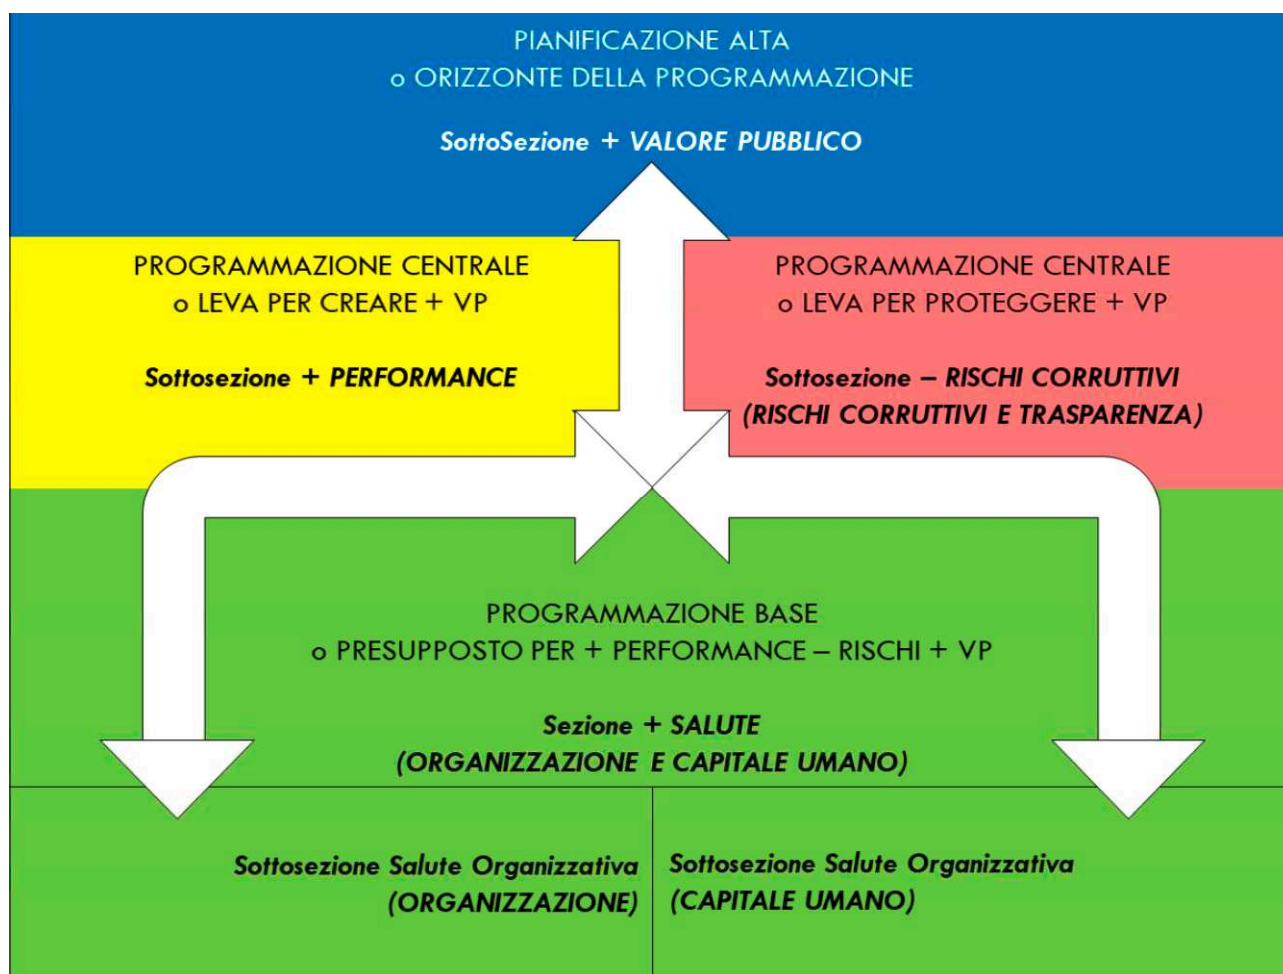 PIANIFICAZIONE ALTA
o ORIZZONTE DELLA PROGRAMMAZIONE
SottoSezione + VALORE PUBBLICO
PROGRAMMAZIONE CENTRALE
o LEVA PER CREARE + VP
Sottosezione + PERFORMANCE
PROGRAMMAZIONE CENTRALE
o LEVA PER PROTEGGERE + VP
Sottosezione – RISCHI CORRUTTIVI
(RISCHI CORRUTTIVI E TRASPARENZA)
PROGRAMMAZIONE BASE
o PRESUPPOSTO PER + PERFORMANCE – RISCHI + VP
Sezione + SALUTE
(ORGANIZZAZIONE E CAPITALE UMANO)
Sottosezione Salute Organizzativa
(ORGANIZZAZIONE)
Sottosezione Salute Organizzativa
(CAPITALE UMANO)